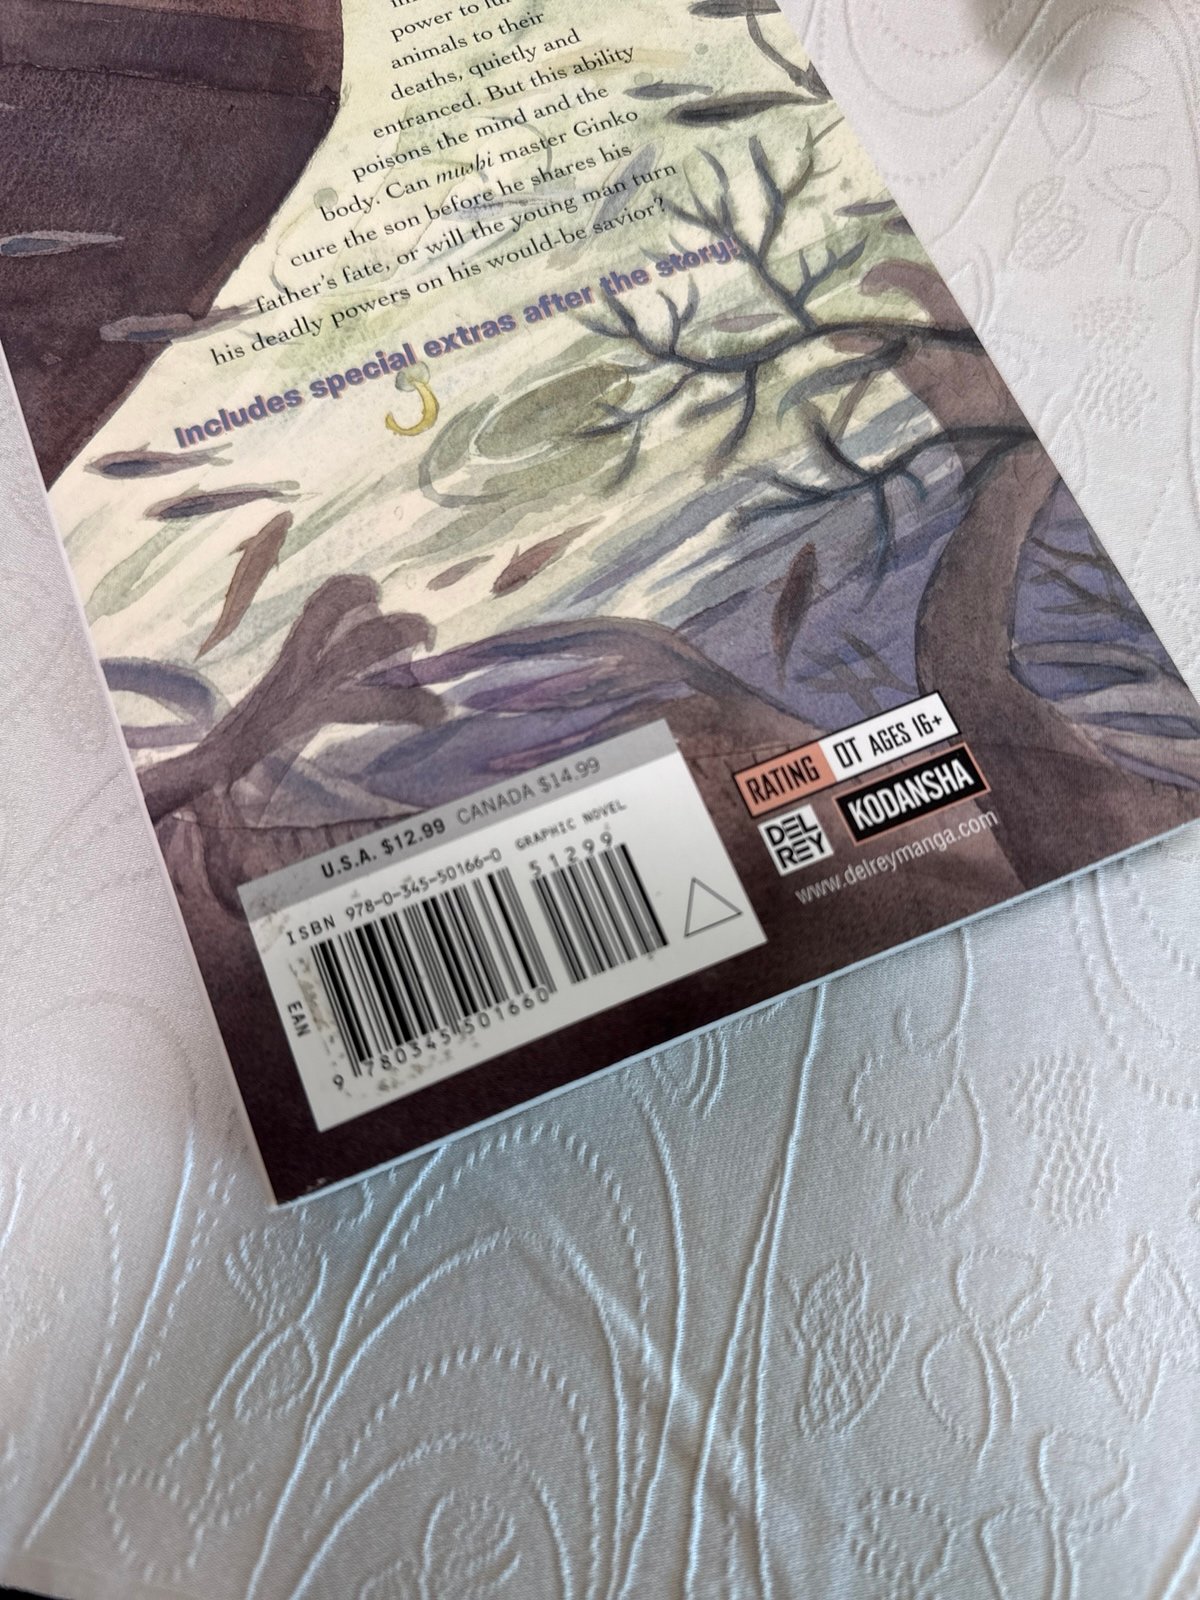 power to
animals to their
deaths, quietly and
entranced. But this ability
poisons the mind and the
body. Can mushi master Ginko
cure the son before he shares his
father's fate, or will the young man turn
his deadly powers on his would-be savior?
Includes special extras after the story!
RATING OT AGES 16+
DEL REY
KODANSHA
www.delreymanga.com
U.S.A. $12.99 CANADA $14.99
ISBN 978-0-345-50166-0 GRAPHIC NOVEL
51299
EAN
9 780345 501660